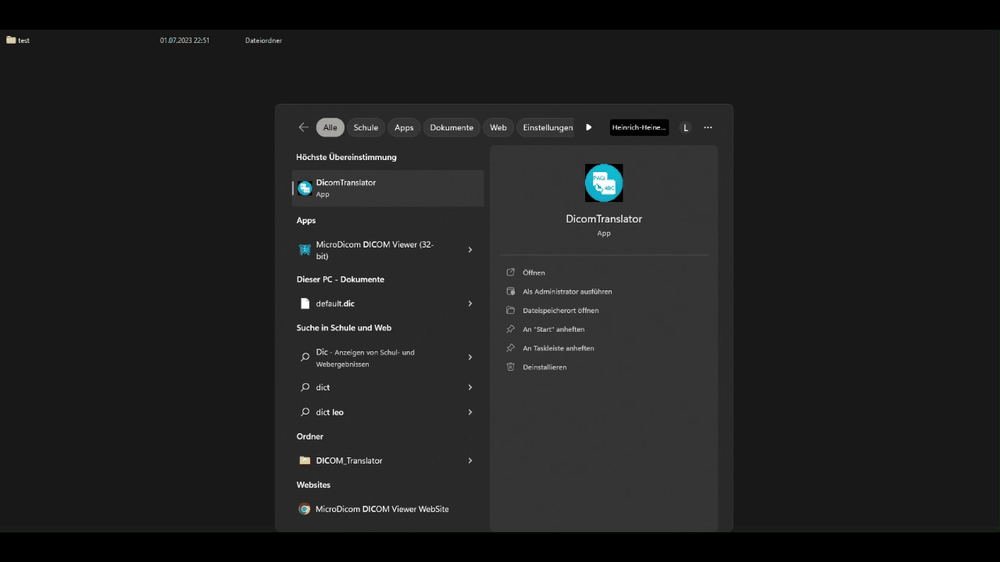 test 01.07.2023 22:51 Dateiordner
Alle Schule Apps Dokumente Web Einstellungen Heinrich-Heine... L
Höchste Übereinstimmung
DicomTranslator
App
Apps
MicroDicom DICOM Viewer (32-
bit)
Dieser PC - Dokumente
default.dic
Suche in Schule und Web
Dic - Anzeigen von Schul- und
Webergebnissen
dict
dict leo
Ordner
DICOM_Translator
Websites
MicroDicom DICOM Viewer WebSite
DicomTranslator
App
Öffnen
Als Administrator ausführen
Dateispeicherort öffnen
An "Start" anheften
An Taskleiste anheften
Deinstallieren